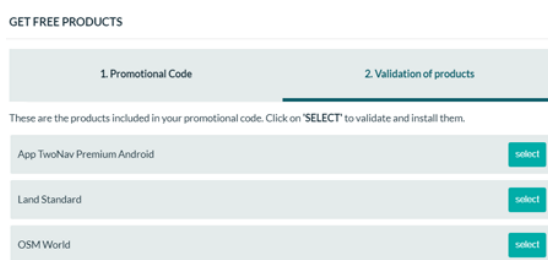 GET FREE PRODUCTS
1. Promotional Code
2. Validation of products
These are the products included in your promotional code. Click on 'SELECT' to validate and install them.
App TwoNav Premium Android
select
Land Standard
select
OSM World
select